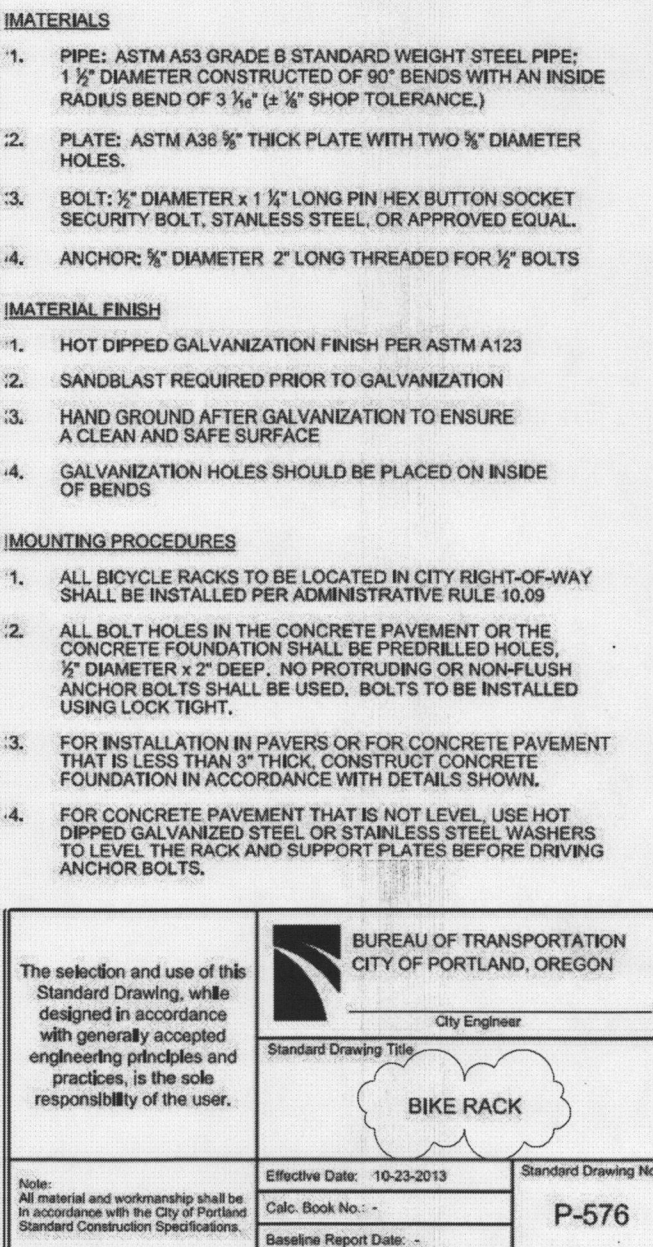 MATERIALS
1. PIPE: ASTM A53 GRADE B STANDARD WEIGHT STEEL PIPE;
1 ½" DIAMETER CONSTRUCTED OF 90° BENDS WITH AN INSIDE
RADIUS BEND OF 3 1/16" (± ⅛" SHOP TOLERANCE.)
2. PLATE: ASTM A36 ⅝" THICK PLATE WITH TWO ⅝" DIAMETER
HOLES.
3. BOLT: ½" DIAMETER x 1 ¼" LONG PIN HEX BUTTON SOCKET
SECURITY BOLT, STANLESS STEEL, OR APPROVED EQUAL.
4. ANCHOR: ⅝" DIAMETER 2" LONG THREADED FOR ½" BOLTS
MATERIAL FINISH
1. HOT DIPPED GALVANIZATION FINISH PER ASTM A123
2. SANDBLAST REQUIRED PRIOR TO GALVANIZATION
3. HAND GROUND AFTER GALVANIZATION TO ENSURE
A CLEAN AND SAFE SURFACE
4. GALVANIZATION HOLES SHOULD BE PLACED ON INSIDE
OF BENDS
MOUNTING PROCEDURES
1. ALL BICYCLE RACKS TO BE LOCATED IN CITY RIGHT-OF-WAY
SHALL BE INSTALLED PER ADMINISTRATIVE RULE 10.09
2. ALL BOLT HOLES IN THE CONCRETE PAVEMENT OR THE
CONCRETE FOUNDATION SHALL BE PREDRILLED HOLES,
½" DIAMETER x 2" DEEP. NO PROTRUDING OR NON-FLUSH
ANCHOR BOLTS SHALL BE USED. BOLTS TO BE INSTALLED
USING LOCK TIGHT.
3. FOR INSTALLATION IN PAVERS OR FOR CONCRETE PAVEMENT
THAT IS LESS THAN 3" THICK, CONSTRUCT CONCRETE
FOUNDATION IN ACCORDANCE WITH DETAILS SHOWN.
4. FOR CONCRETE PAVEMENT THAT IS NOT LEVEL, USE HOT
DIPPED GALVANIZED STEEL OR STAINLESS STEEL WASHERS
TO LEVEL THE RACK AND SUPPORT PLATES BEFORE DRIVING
ANCHOR BOLTS.
The selection and use of this
Standard Drawing, while
designed in accordance
with generally accepted
engineering principles and
practices, is the sole
responsibility of the user.
BUREAU OF TRANSPORTATION
CITY OF PORTLAND, OREGON
City Engineer
Standard Drawing Title
BIKE RACK
Note:
All material and workmanship shall be
in accordance with the City of Portland
Standard Construction Specifications.
Effective Date: 10-23-2013
Calc. Book No.: -
Baseline Report Date: -
Standard Drawing No
P-576